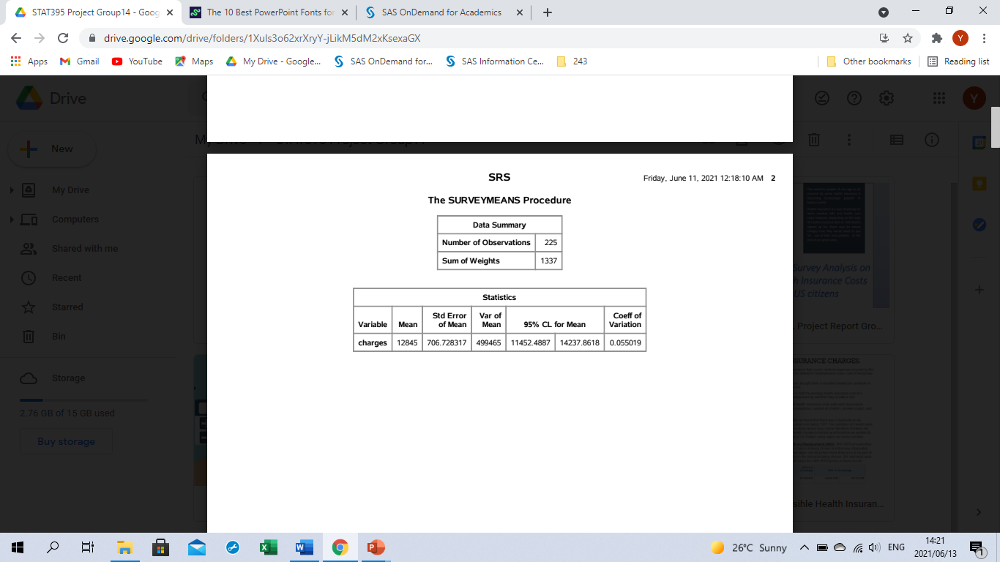 STAT395 Project Group14 - Goog
The 10 Best PowerPoint Fonts for
SAS OnDemand for Academics
drive.google.com/drive/folders/1Xuls3o62xrXryY-jLikM5dM2xKsexaGX
Y
Apps
Gmail
YouTube
Maps
My Drive - Google...
SAS OnDemand for...
SAS Information Ce...
243
Other bookmarks
Reading list
Drive
Y
New
My Drive
Computers
Shared with me
Recent
Starred
Bin
Storage
2.76 GB of 15 GB used
Buy storage
SRS
Friday, June 11, 2021 12:18:10 AM 2
The SURVEYMEANS Procedure
Data Summary
Number of Observations 225
Sum of Weights 1337
Statistics
Variable Mean Std Error of Mean Var of Mean 95% CL for Mean Coeff of Variation
charges 12845 706.728317 499465 11452.4887 14237.8618 0.055019
Survey Analysis on
Insurance Costs
US citizens
Project Report Gro...
SURANCE CHARGES
sible Health Insuran...
26°C Sunny
ENG
14:21
2021/06/13
1